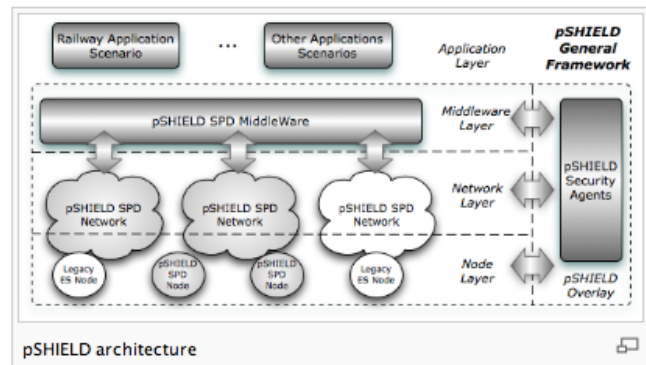 Railway Application
Scenario
...
Other Applications
Scenarios
Application
Layer
pSHIELD
General
Framework
pSHIELD SPD MiddleWare
Middleware
Layer
pSHIELD SPD
Network
pSHIELD SPD
Network
pSHIELD SPD
Network
Network
Layer
pSHIELD
Security
Agents
Legacy
ES Node
pSHIELD
SPD
Node
pSHIELD
SPD
Node
Legacy
ES Node
Node
Layer
pSHIELD
Overlay
pSHIELD architecture